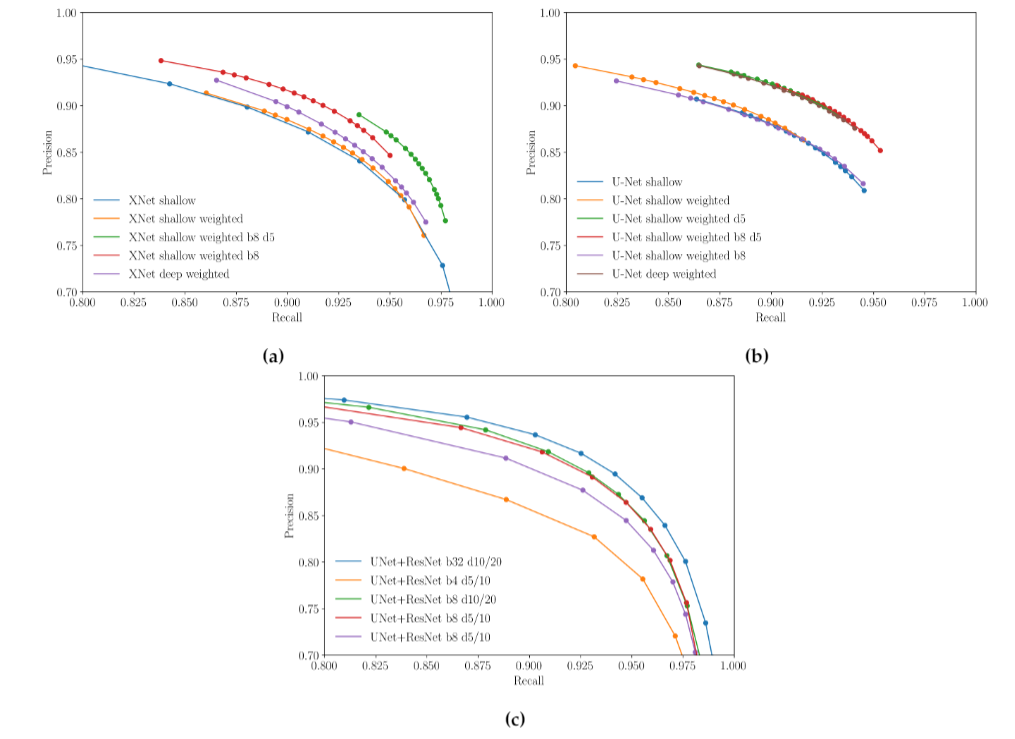 1.00
0.95
0.90
0.85
0.80
0.75
0.70
Precision
XNet shallow
XNet shallow weighted
XNet shallow weighted b8 d5
XNet shallow weighted b8
XNet deep weighted
0.800 0.825 0.850 0.875 0.900 0.925 0.950 0.975 1.000
Recall
(a)
1.00
0.95
0.90
0.85
0.80
0.75
0.70
Precision
U-Net shallow
U-Net shallow weighted
U-Net shallow weighted d5
U-Net shallow weighted b8 d5
U-Net shallow weighted b8
U-Net deep weighted
0.800 0.825 0.850 0.875 0.900 0.925 0.950 0.975 1.000
Recall
(b)
1.00
0.95
0.90
0.85
0.80
0.75
0.70
Precision
UNet+ResNet b32 d10/20
UNet+ResNet b4 d5/10
UNet+ResNet b8 d10/20
UNet+ResNet b8 d5/10
UNet+ResNet b8 d5/10
0.800 0.825 0.850 0.875 0.900 0.925 0.950 0.975 1.000
Recall
(c)